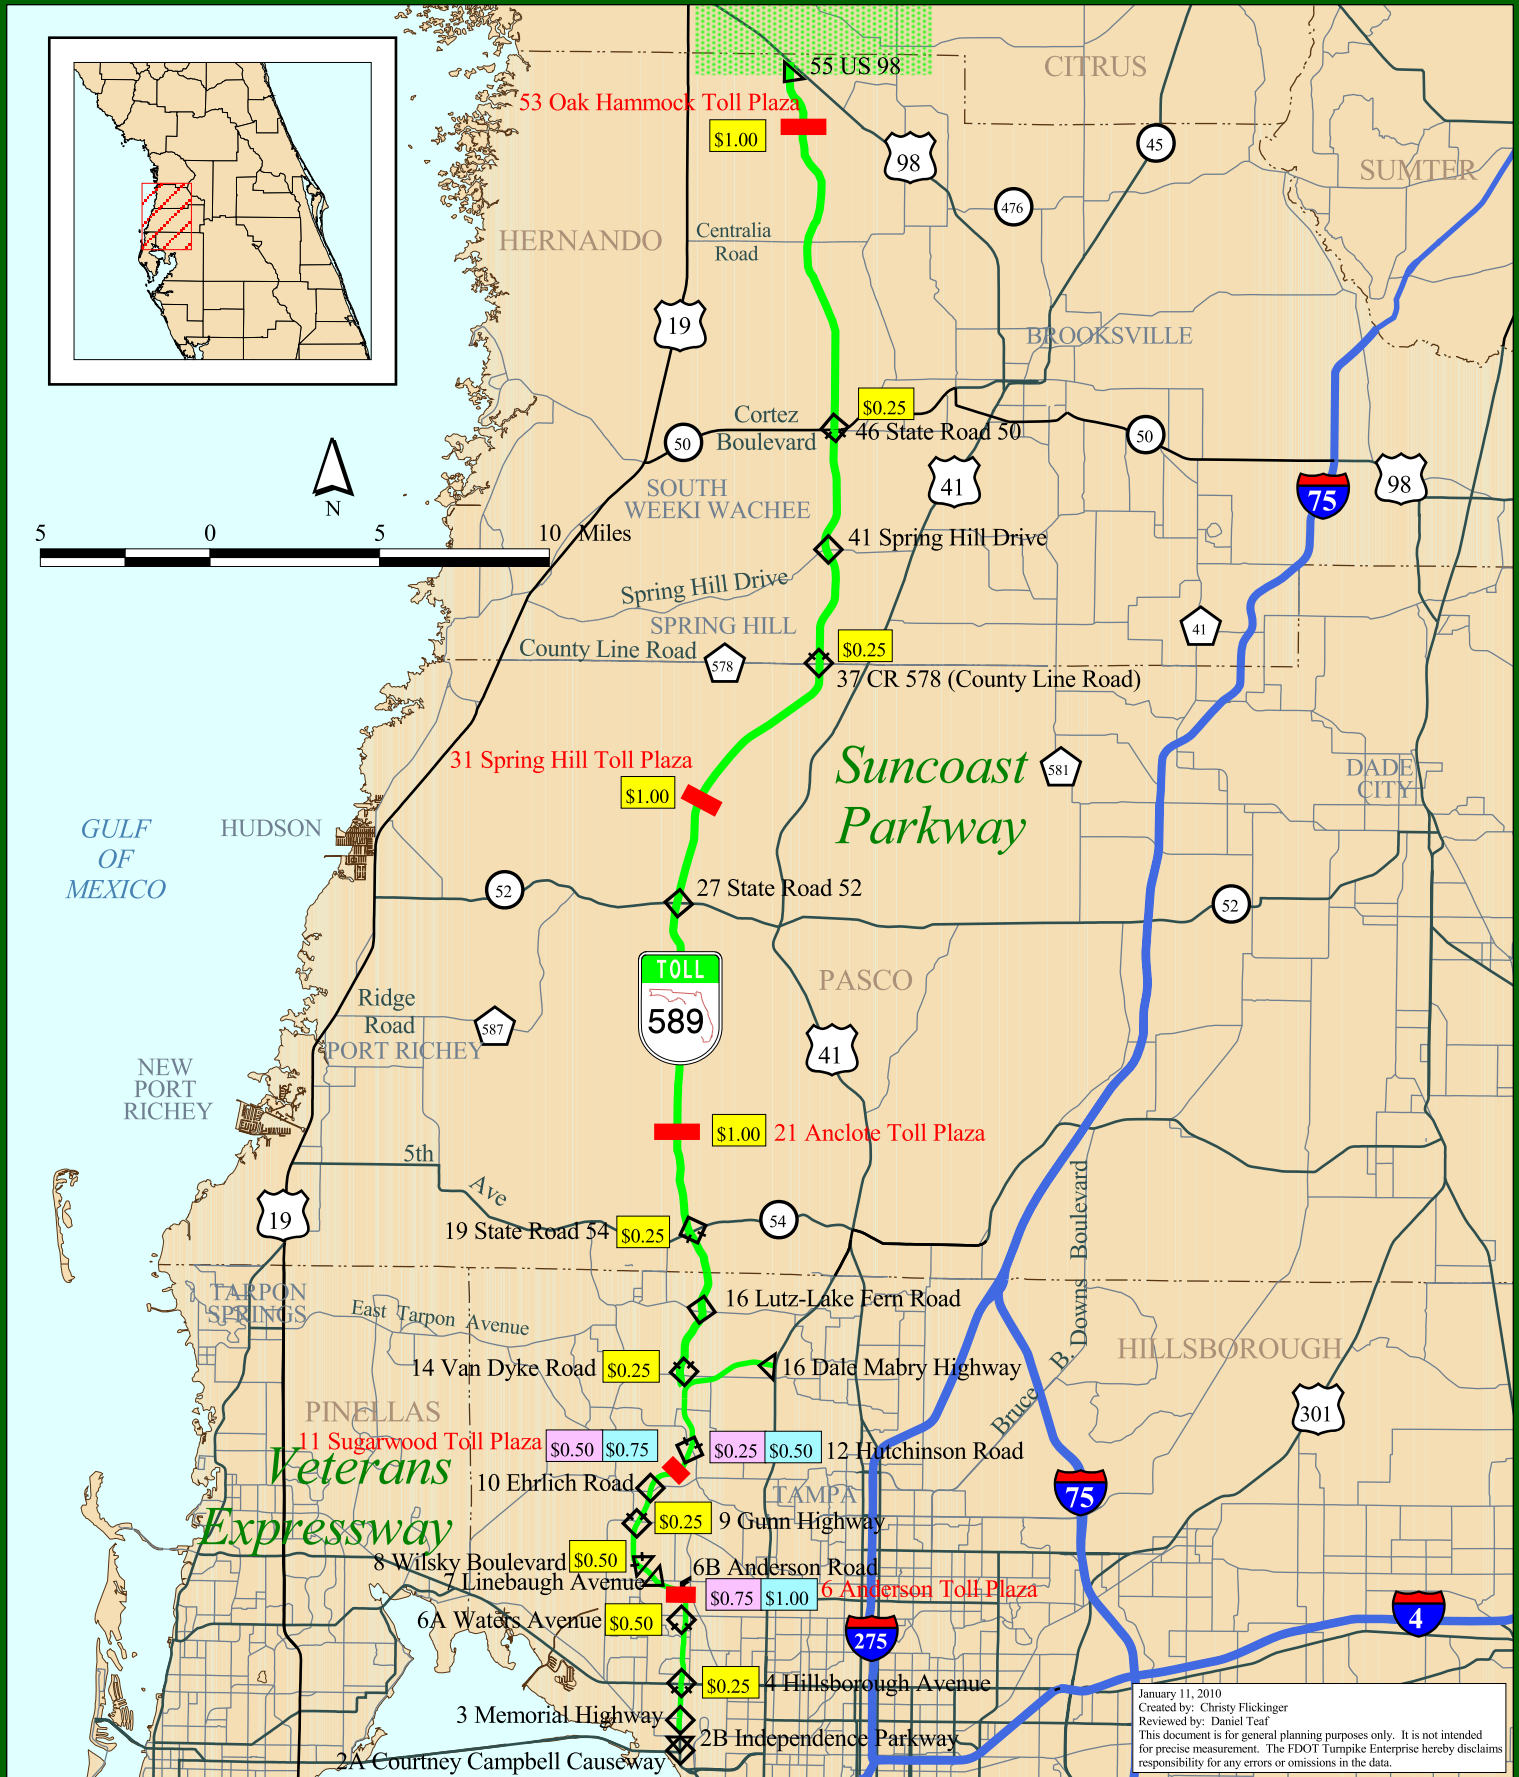 55 US 98
CITRUS
53 Oak Hammock Toll Plaza
$1.00
98
45
SUMTER
476
HERNANDO
Centralia
Road
19
BROOKSVILLE
$0.25
Cortez
Boulevard
50
46 State Road 50
50
41
98
75
SOUTH
WEEKI WACHEE
N
5 0 5 10 Miles
41 Spring Hill Drive
Spring Hill Drive
SPRING HILL
41
County Line Road
578
$0.25
37 CR 578 (County Line Road)
31 Spring Hill Toll Plaza
$1.00
Suncoast
Parkway
581
DADE
CITY
GULF
OF
MEXICO
HUDSON
52
27 State Road 52
52
TOLL
589
PASCO
Ridge
Road
587
PORT RICHEY
41
NEW
PORT
RICHEY
$1.00
21 Anclote Toll Plaza
5th
Ave
19
19 State Road 54
$0.25
54
Bruce B. Downs Boulevard
TARPON
SPRINGS
East Tarpon Avenue
16 Lutz-Lake Fern Road
14 Van Dyke Road
$0.25
16 Dale Mabry Highway
HILLSBOROUGH
301
PINELLAS
11 Sugarwood Toll Plaza
$0.50 $0.75
$0.25 $0.50
12 Hutchinson Road
Veterans
Expressway
10 Ehrlich Road
TAMPA
75
$0.25
9 Gunn Highway
8 Wilsky Boulevard
$0.50
7 Linebaugh Avenue
6B Anderson Road
$0.75 $1.00
6 Anderson Toll Plaza
6A Waters Avenue
$0.50
275
4
$0.25
4 Hillsborough Avenue
3 Memorial Highway
2B Independence Parkway
2A Courtney Campbell Causeway
January 11, 2010
Created by: Christy Flickinger
Reviewed by: Daniel Teaf
This document is for general planning purposes only. It is not intended
for precise measurement. The FDOT Turnpike Enterprise hereby disclaims
responsibility for any errors or omissions in the data.